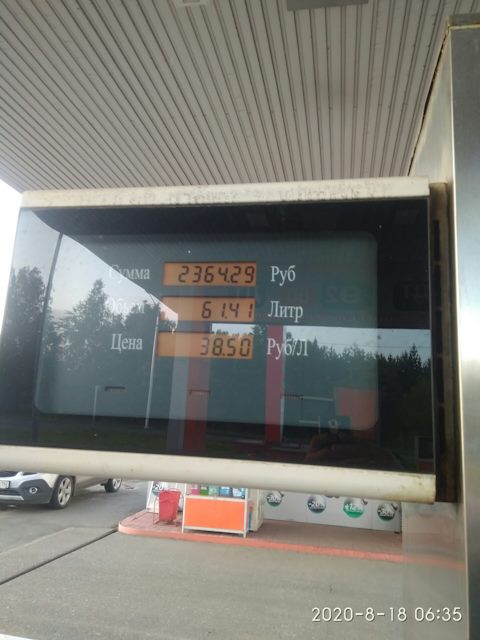 Сумма 2364.29 Руб
Объем 61.41 Литр
Цена 38.50 Руб/Л
2020-8-18 06:35